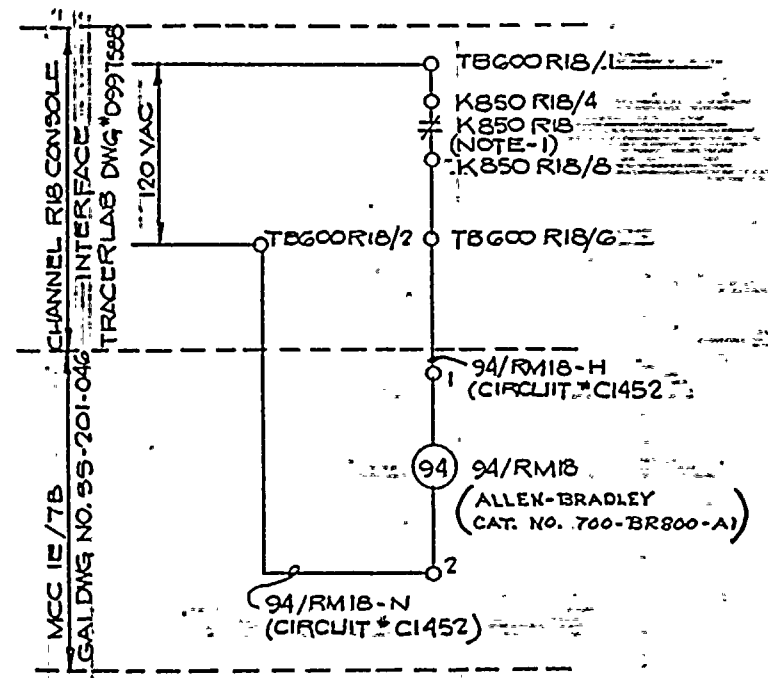 CHANNEL R18 CONSOLE
INTERFACE
TRACERLAB DWG #D997588
120 VAC
TB600 R18/1
K850 R18/4
K850 R18
(NOTE-1)
K850 R18/8
TB600 R18/2
TB600 R18/6
MCC 1E/7B
GAI DWG NO. 55-201-046
1
94/RM18-H
(CIRCUIT # C1452
94
94/RM18
(ALLEN-BRADLEY
CAT. NO. 700-BR800-A1)
2
94/RM18-N
(CIRCUIT # C1452)